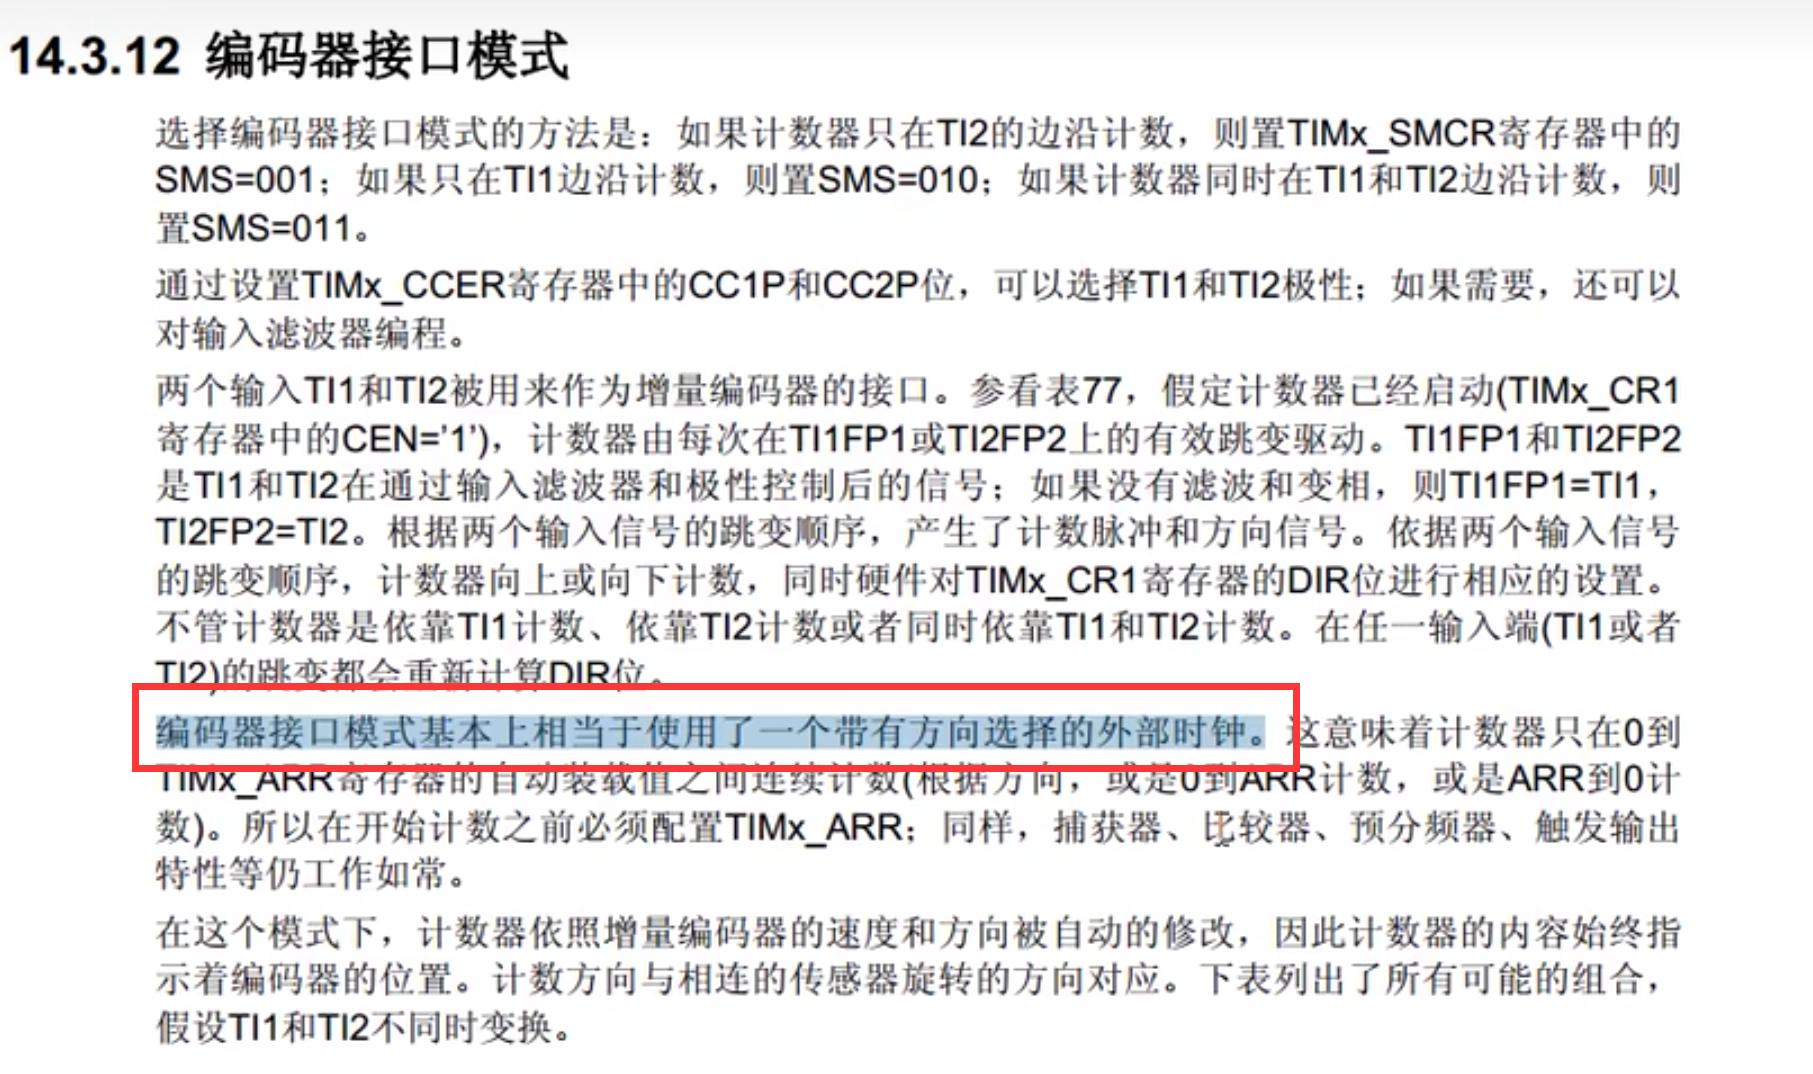 14.3.12 编码器接口模式
选择编码器接口模式的方法是：如果计数器只在TI2的边沿计数，则置TIMx_SMCR寄存器中的
SMS=001；如果只在TI1边沿计数，则置SMS=010；如果计数器同时在TI1和TI2边沿计数，则
置SMS=011。
通过设置TIMx_CCER寄存器中的CC1P和CC2P位，可以选择TI1和TI2极性；如果需要，还可以
对输入滤波器编程。
两个输入TI1和TI2被用来作为增量编码器的接口。参看表77，假定计数器已经启动(TIMx_CR1
寄存器中的CEN=’1’)，计数器由每次在TI1FP1或TI2FP2上的有效跳变驱动。TI1FP1和TI2FP2
是TI1和TI2在通过输入滤波器和极性控制后的信号；如果没有滤波和变相，则TI1FP1=TI1，
TI2FP2=TI2。根据两个输入信号的跳变顺序，产生了计数脉冲和方向信号。依据两个输入信号
的跳变顺序，计数器向上或向下计数，同时硬件对TIMx_CR1寄存器的DIR位进行相应的设置。
不管计数器是依靠TI1计数、依靠TI2计数或者同时依靠TI1和TI2计数。在任一输入端(TI1或者
TI2)的跳变都会重新计算DIR位。
编码器接口模式基本上相当于使用了一个带有方向选择的外部时钟。这意味着计数器只在0到
TIMx_ARR寄存器的自动装载值之间连续计数(根据方向，或是0到ARR计数，或是ARR到0计
数)。所以在开始计数之前必须配置TIMx_ARR；同样，捕获器、比较器、预分频器、触发输出
特性等仍工作如常。
在这个模式下，计数器依照增量编码器的速度和方向被自动的修改，因此计数器的内容始终指
示着编码器的位置。计数方向与相连的传感器旋转的方向对应。下表列出了所有可能的组合，
假设TI1和TI2不同时变换。